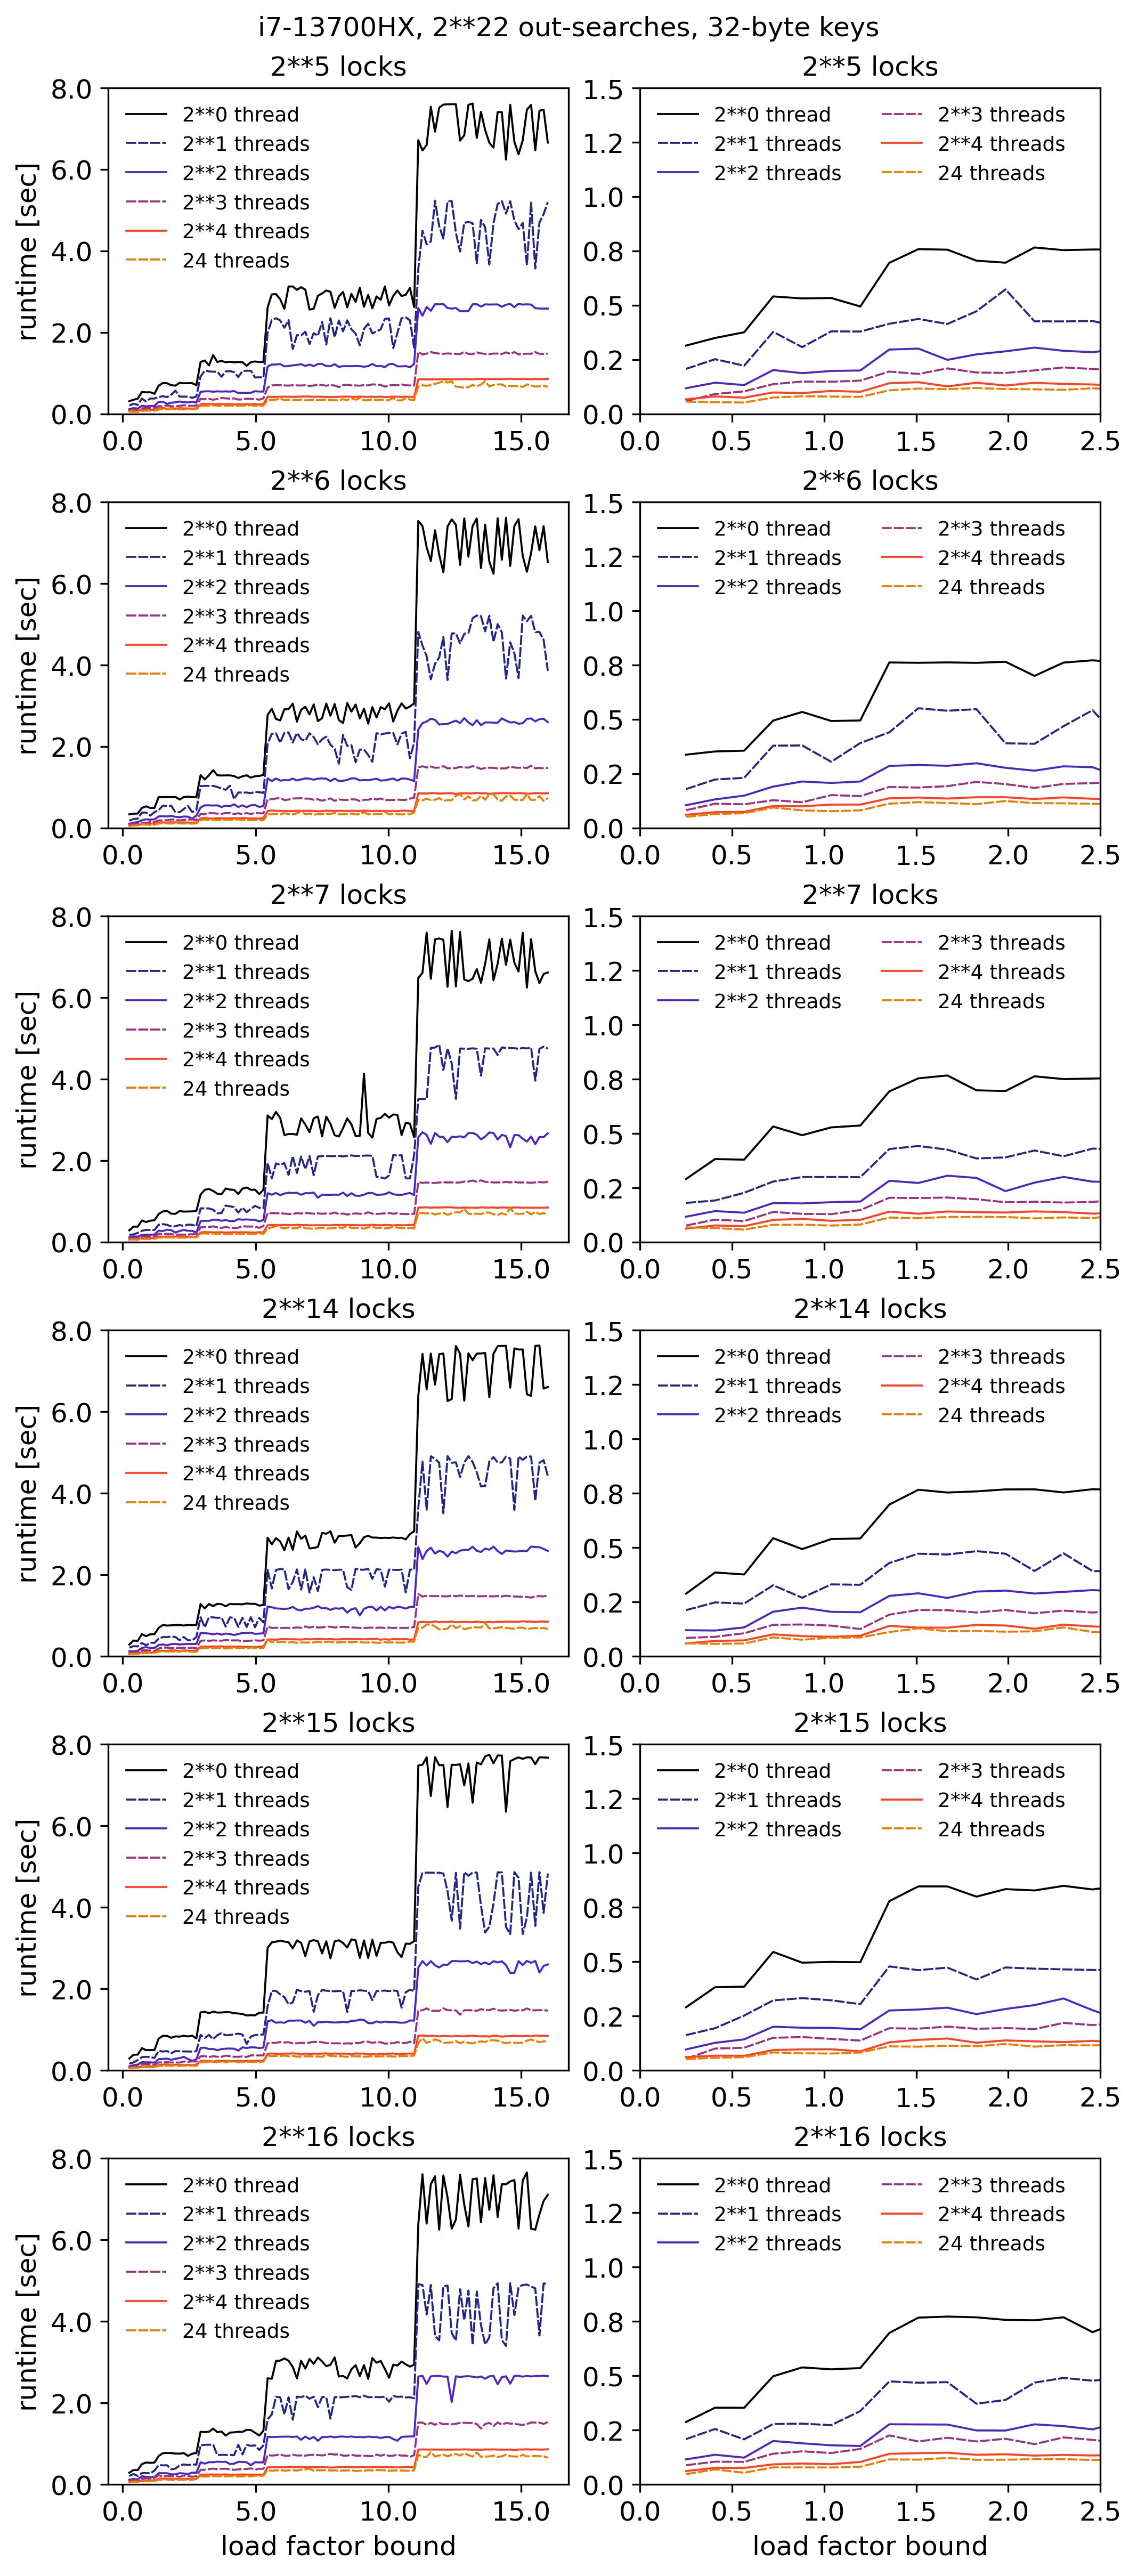 i7-13700HX, 2**22 out-searches, 32-byte keys
2**5 locks
8.0
6.0
4.0
2.0
0.0
runtime [sec]
2**0 thread
2**1 threads
2**2 threads
2**3 threads
2**4 threads
24 threads
0.0 5.0 10.0 15.0
2**5 locks
1.5
1.2
1.0
0.8
0.5
0.2
0.0
2**0 thread 2**3 threads
2**1 threads 2**4 threads
2**2 threads 24 threads
0.0 0.5 1.0 1.5 2.0 2.5
2**6 locks
8.0
6.0
4.0
2.0
0.0
runtime [sec]
2**0 thread
2**1 threads
2**2 threads
2**3 threads
2**4 threads
24 threads
0.0 5.0 10.0 15.0
2**6 locks
1.5
1.2
1.0
0.8
0.5
0.2
0.0
2**0 thread 2**3 threads
2**1 threads 2**4 threads
2**2 threads 24 threads
0.0 0.5 1.0 1.5 2.0 2.5
2**7 locks
8.0
6.0
4.0
2.0
0.0
runtime [sec]
2**0 thread
2**1 threads
2**2 threads
2**3 threads
2**4 threads
24 threads
0.0 5.0 10.0 15.0
2**7 locks
1.5
1.2
1.0
0.8
0.5
0.2
0.0
2**0 thread 2**3 threads
2**1 threads 2**4 threads
2**2 threads 24 threads
0.0 0.5 1.0 1.5 2.0 2.5
2**14 locks
8.0
6.0
4.0
2.0
0.0
runtime [sec]
2**0 thread
2**1 threads
2**2 threads
2**3 threads
2**4 threads
24 threads
0.0 5.0 10.0 15.0
2**14 locks
1.5
1.2
1.0
0.8
0.5
0.2
0.0
2**0 thread 2**3 threads
2**1 threads 2**4 threads
2**2 threads 24 threads
0.0 0.5 1.0 1.5 2.0 2.5
2**15 locks
8.0
6.0
4.0
2.0
0.0
runtime [sec]
2**0 thread
2**1 threads
2**2 threads
2**3 threads
2**4 threads
24 threads
0.0 5.0 10.0 15.0
2**15 locks
1.5
1.2
1.0
0.8
0.5
0.2
0.0
2**0 thread 2**3 threads
2**1 threads 2**4 threads
2**2 threads 24 threads
0.0 0.5 1.0 1.5 2.0 2.5
2**16 locks
8.0
6.0
4.0
2.0
0.0
runtime [sec]
2**0 thread
2**1 threads
2**2 threads
2**3 threads
2**4 threads
24 threads
0.0 5.0 10.0 15.0
load factor bound
2**16 locks
1.5
1.2
1.0
0.8
0.5
0.2
0.0
2**0 thread 2**3 threads
2**1 threads 2**4 threads
2**2 threads 24 threads
0.0 0.5 1.0 1.5 2.0 2.5
load factor bound